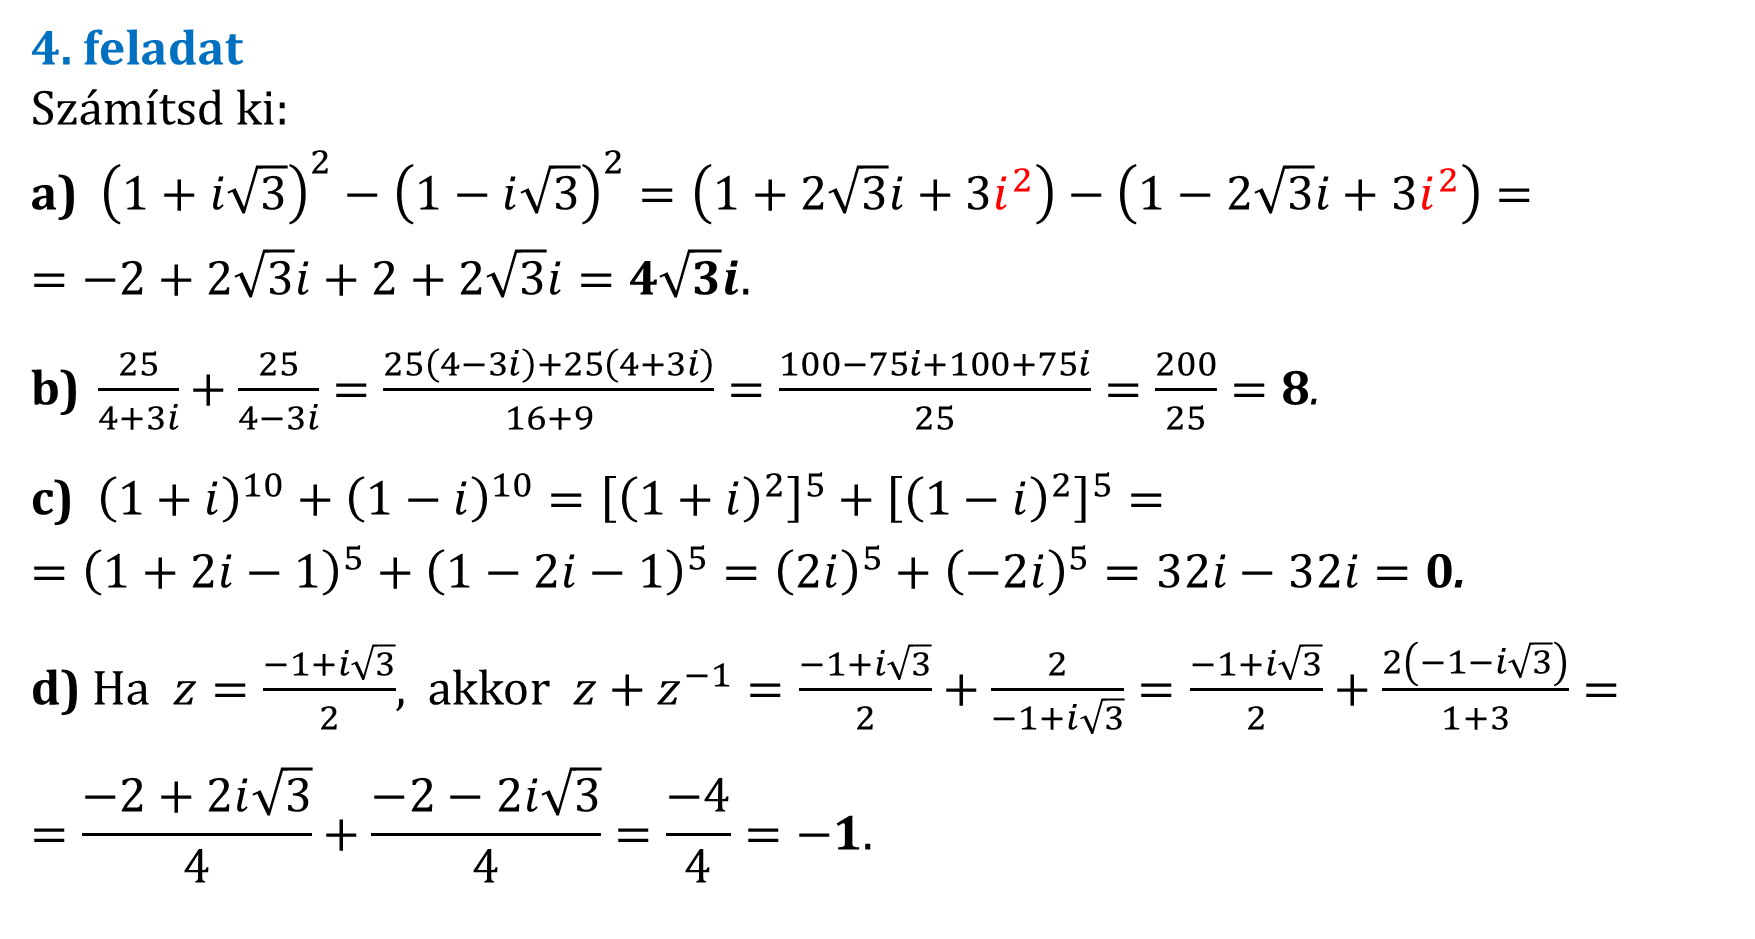 4. feladat
Számítsd ki:
a) (1 + i√3)² − (1 − i√3)² = (1 + 2√3i + 3i²) − (1 − 2√3i + 3i²) =
= −2 + 2√3i + 2 + 2√3i = 4√3i.
b) 25/(4+3i) + 25/(4−3i) = (25(4−3i)+25(4+3i))/(16+9) = (100−75i+100+75i)/25 = 200/25 = 8.
c) (1 + i)¹⁰ + (1 − i)¹⁰ = [(1 + i)²]⁵ + [(1 − i)²]⁵ =
= (1 + 2i − 1)⁵ + (1 − 2i − 1)⁵ = (2i)⁵ + (−2i)⁵ = 32i − 32i = 0.
d) Ha z = (−1+i√3)/2, akkor z + z⁻¹ = (−1+i√3)/2 + 2/(−1+i√3) = (−1+i√3)/2 + 2(−1−i√3)/(1+3) =
= (−2 + 2i√3)/4 + (−2 − 2i√3)/4 = −4/4 = −1.